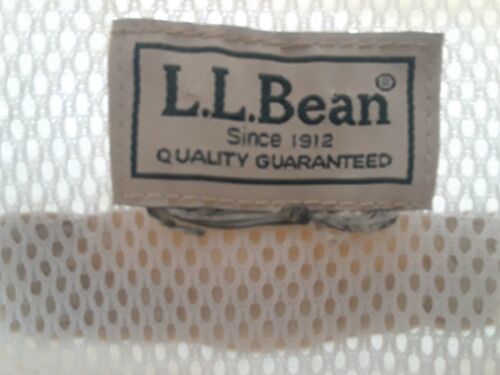 L.L.Bean®
Since 1912
QUALITY GUARANTEED